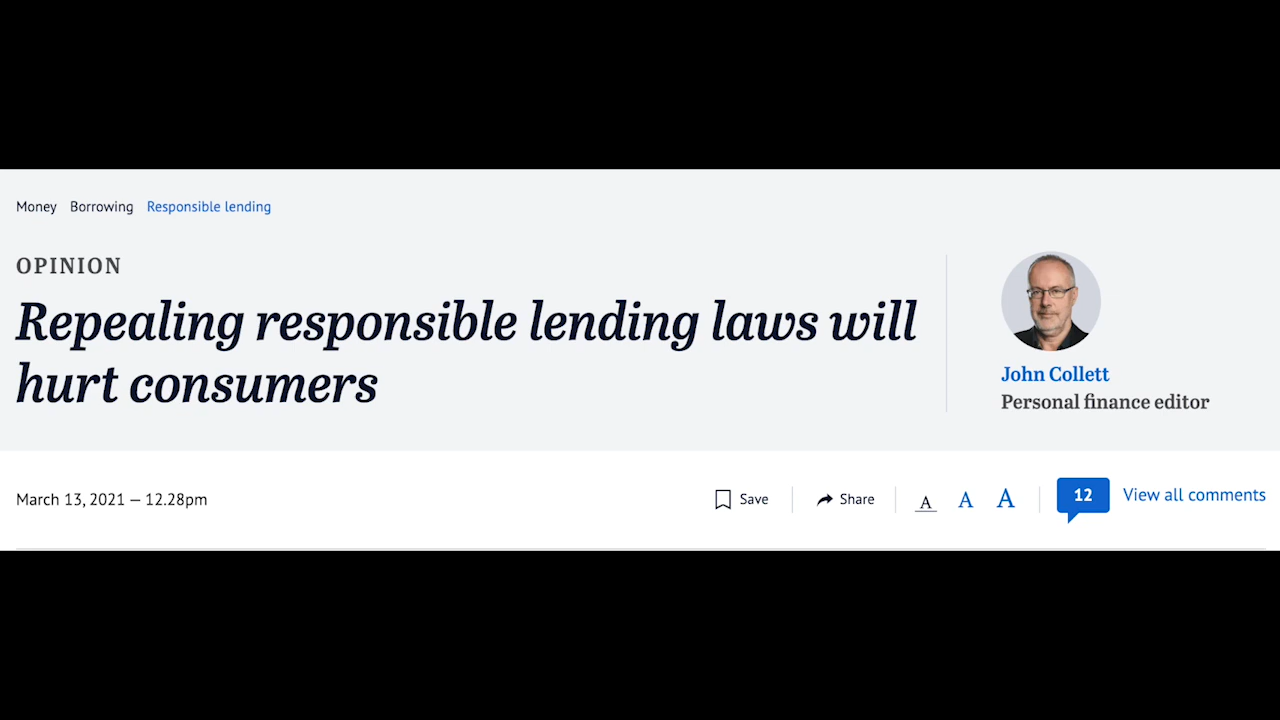 Money Borrowing Responsible lending
OPINION
Repealing responsible lending laws will
hurt consumers
John Collett
Personal finance editor
March 13, 2021 — 12.28pm
Save Share A A A 12 View all comments